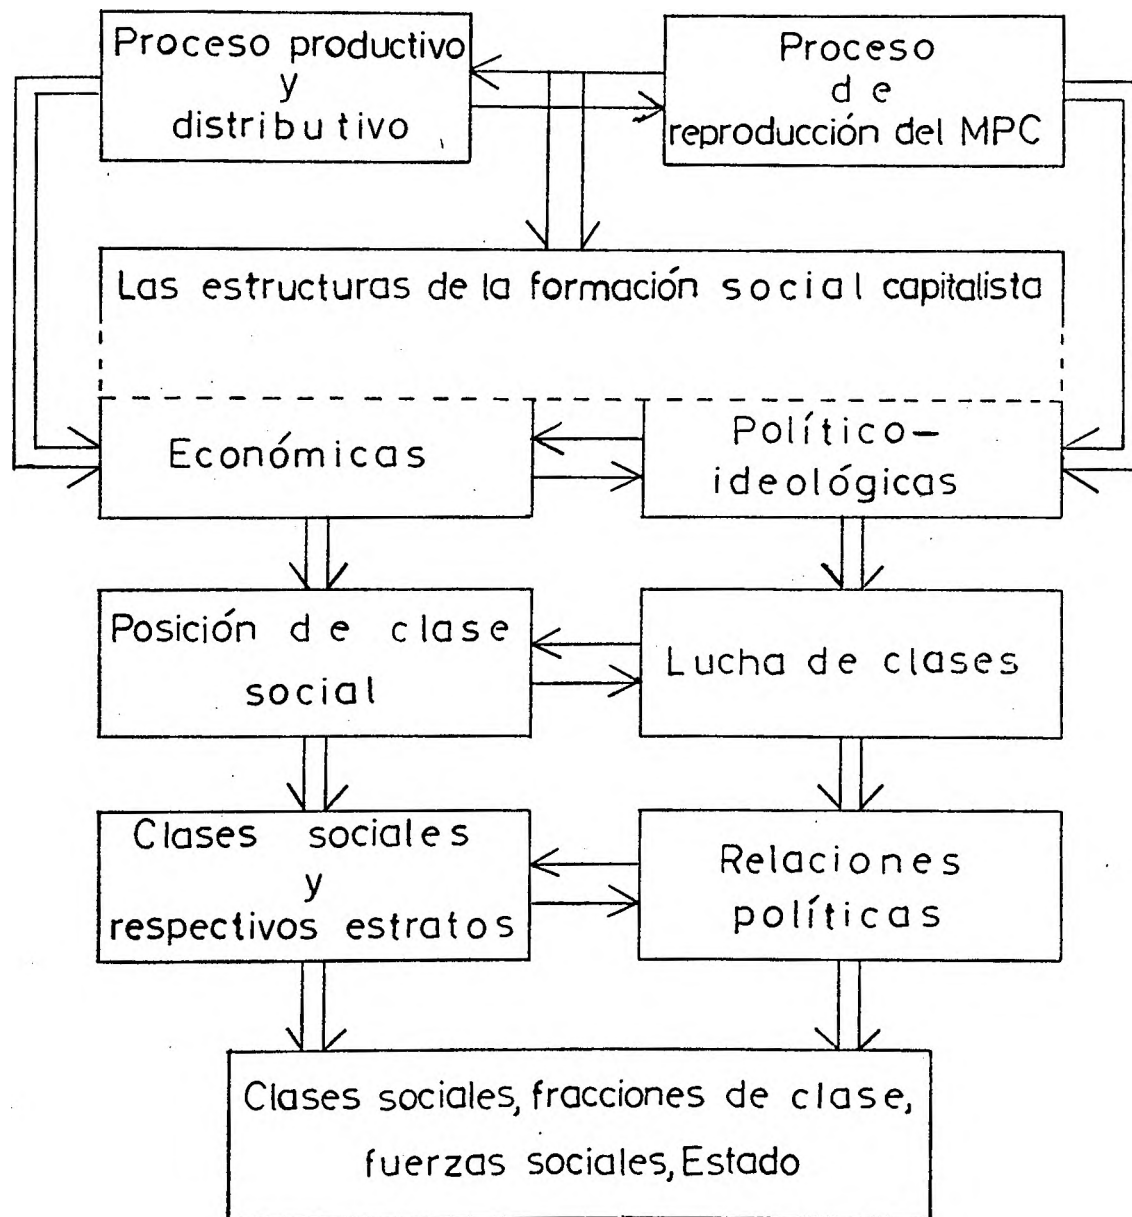 Proceso productivo
y
distributivo
Proceso
de
reproducción del MPC
Las estructuras de la formación social capitalista
Económicas
Político-
ideológicas
Posición de clase
social
Lucha de clases
Clases sociales
y
respectivos estratos
Relaciones
políticas
Clases sociales, fracciones de clase,
fuerzas sociales, Estado